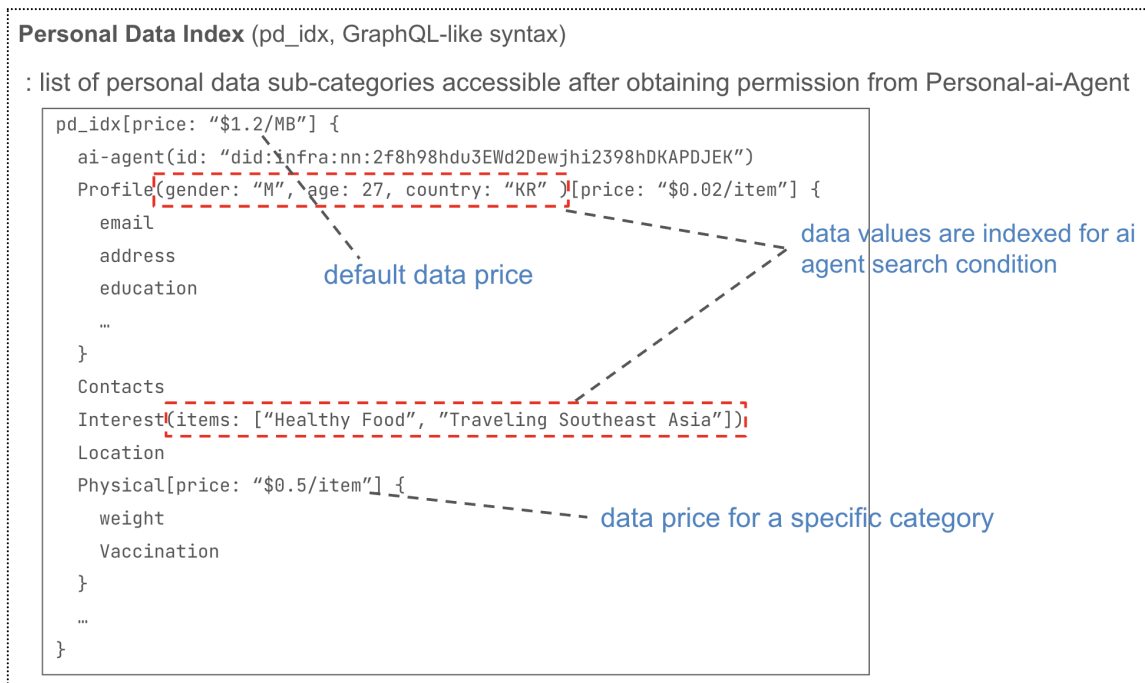 Personal Data Index (pd_idx, GraphQL-like syntax)
: list of personal data sub-categories accessible after obtaining permission from Personal-ai-Agent
pd_idx[price: “$1.2/MB”] {
ai-agent(id: “did:infra:nn:2f8h98hdu3EWd2Dewjhi2398hDKAPDJEK”)
Profile(gender: “M”, age: 27, country: “KR” )[price: “$0.02/item”] {
email
address
education
…
}
Contacts
Interest(items: [“Healthy Food”, ”Traveling Southeast Asia”])
Location
Physical[price: “$0.5/item”] {
weight
Vaccination
}
…
}
default data price
data values are indexed for ai
agent search condition
data price for a specific category